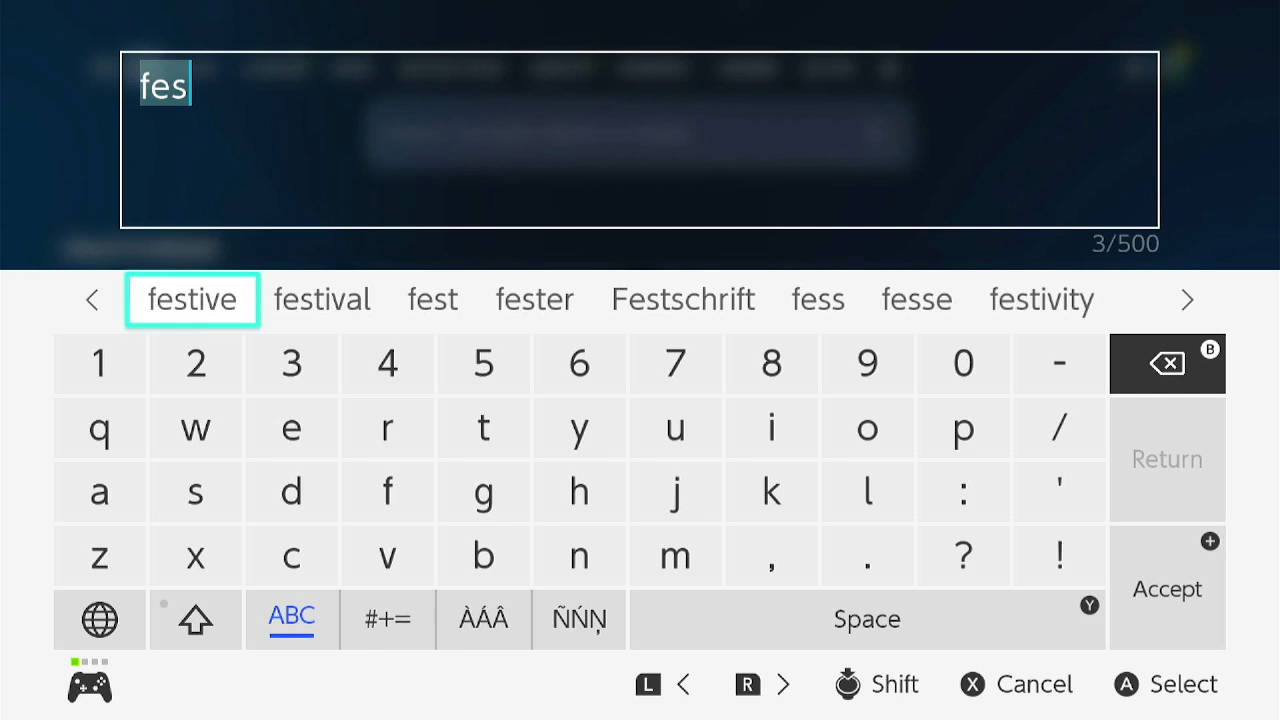 fes
3/500
festive festival fest fester Festschrift fess fesse festivity
1 2 3 4 5 6 7 8 9 0 - B
q w e r t y u i o p /
Return
a s d f g h j k l : '
z x c v b n m , . ? !
Accept
ABC #+= ÀÁÂ ÑŃŅ Space Y
L R Shift X Cancel A Select